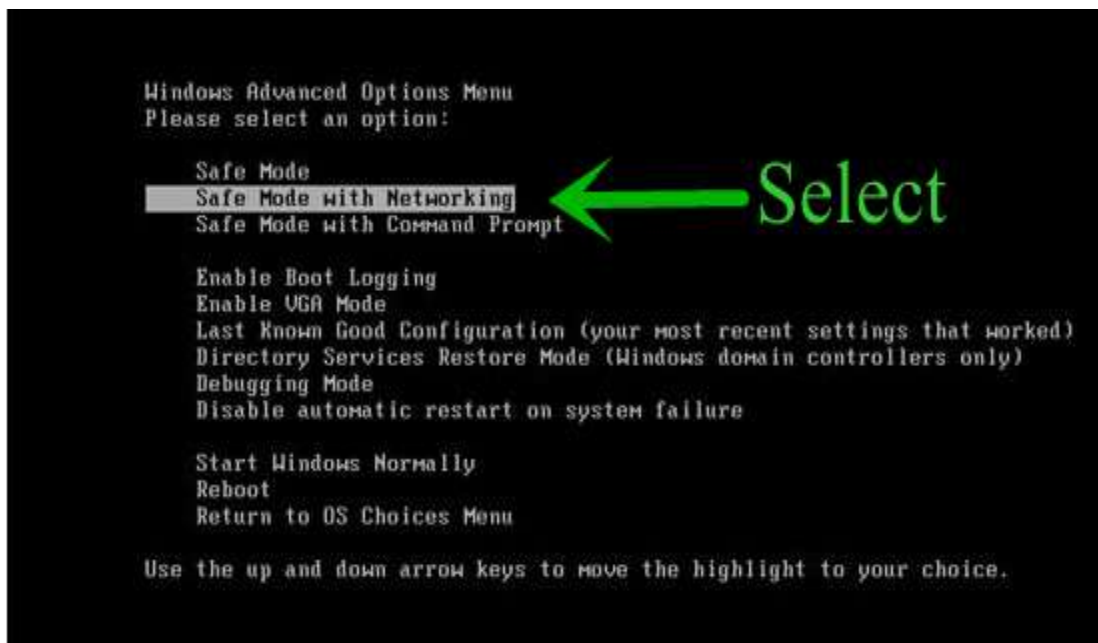 Windows Advanced Options Menu
Please select an option:
Safe Mode
Safe Mode with Networking
Select
Safe Mode with Command Prompt
Enable Boot Logging
Enable VGA Mode
Last Known Good Configuration (your most recent settings that worked)
Directory Services Restore Mode (Windows domain controllers only)
Debugging Mode
Disable automatic restart on system failure
Start Windows Normally
Reboot
Return to OS Choices Menu
Use the up and down arrow keys to move the highlight to your choice.